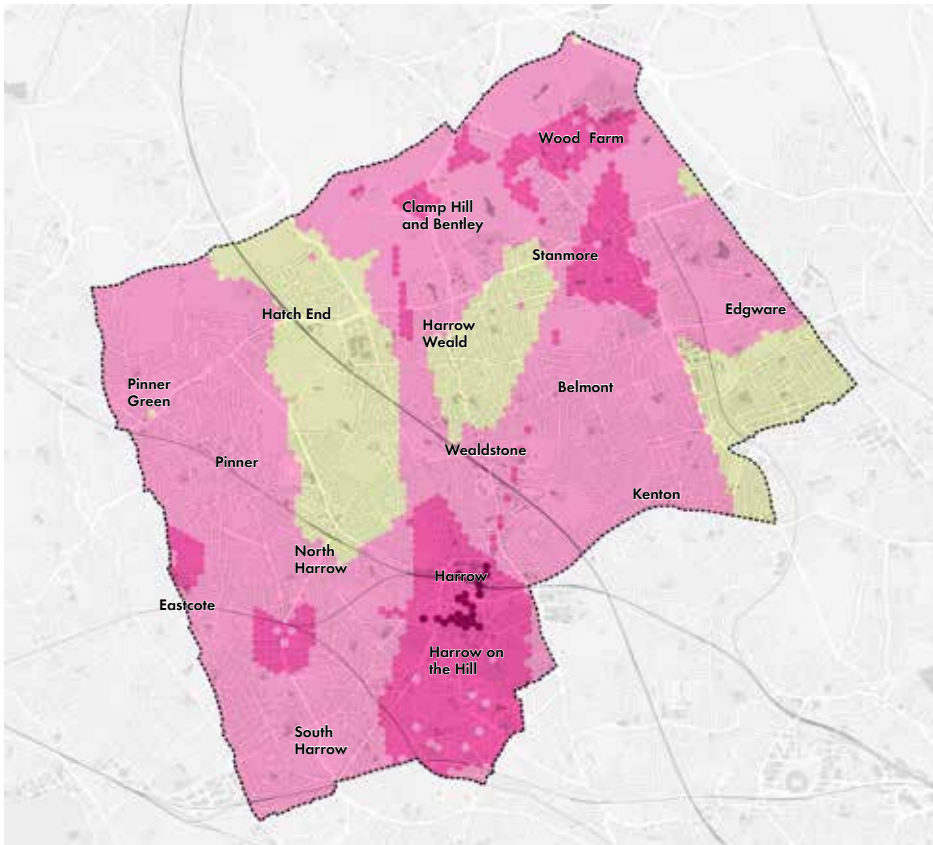 Wood Farm
Clamp Hill
and Bentley
Stanmore
Hatch End
Edgware
Harrow
Weald
Pinner
Green
Belmont
Wealdstone
Pinner
Kenton
North
Harrow
Harrow
Eastcote
Harrow on
the Hill
South
Harrow